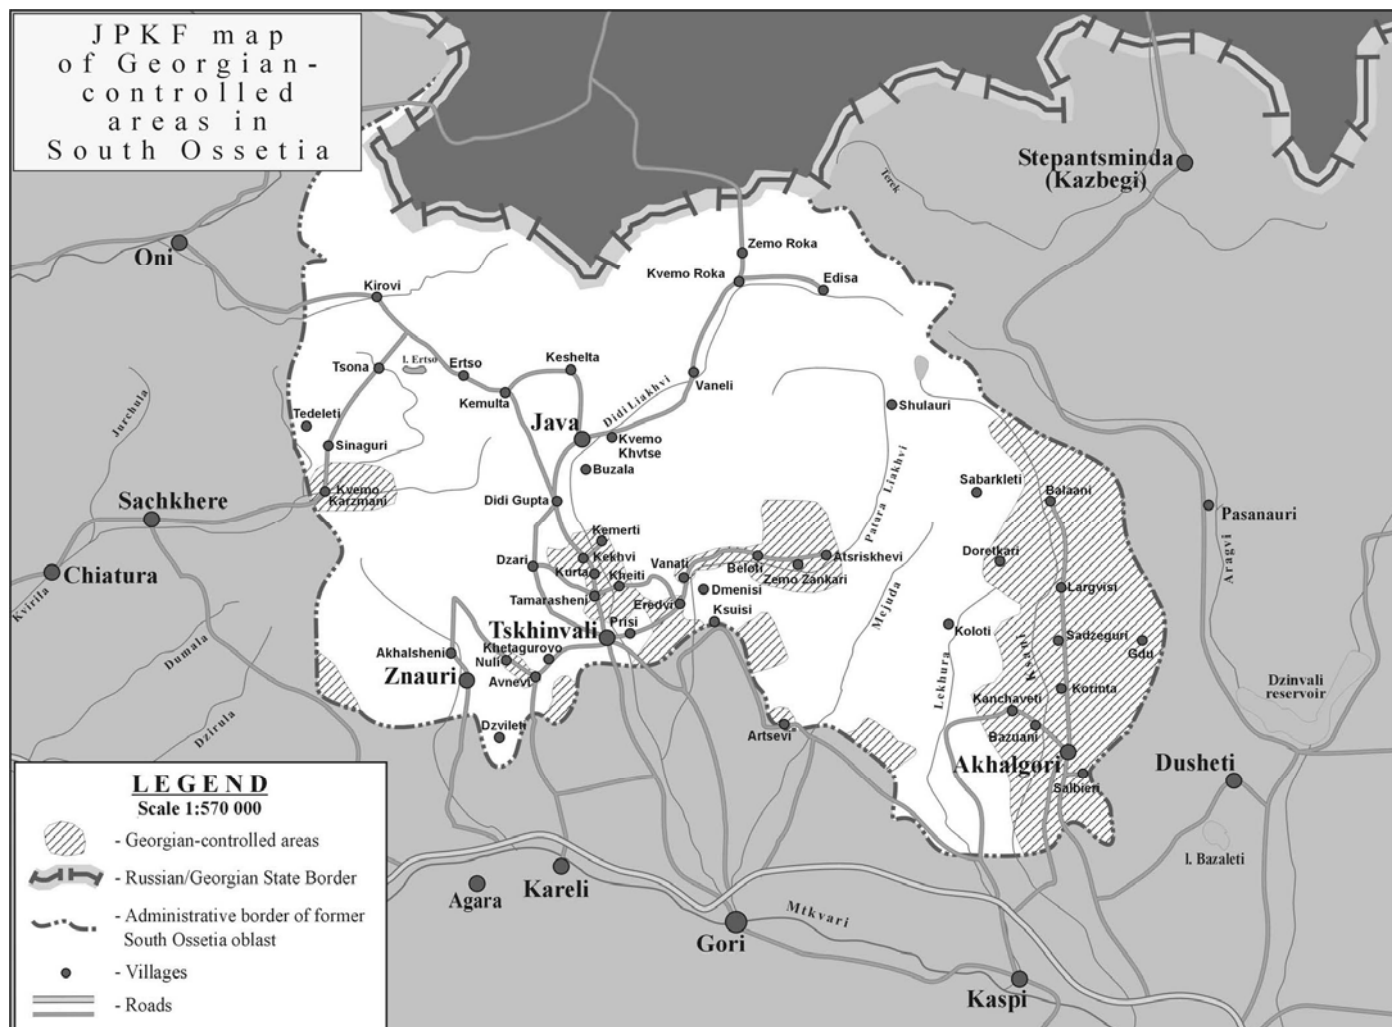 JPKF map
of Georgian-
controlled
areas in
South Ossetia
Stepantsminda
(Kazbegi)
Terek
Oni
Zemo Roka
Kvemo Roka
Edisa
Kirovi
Tsona
l. Ertso
Ertso
Keshelta
Kemulta
Vaneli
Didi Liakhvi
Shulauri
Jurchula
Tedeleti
Java
Kvemo
Khvtse
Sinaguri
Buzala
Patara Liakhvi
Sabarkleti
Balaani
Kvemo
Karzmani
Sachkhere
Didi Gupta
Pasanauri
Aragvi
Kemerti
Kekhvi
Dzari
Kurta
Kheiti
Vanati
Beloti
Atsriskhevi
Zemo Zankari
Doretkari
Chiatura
Kvirila
Tamarasheni
Eredvi
Dmenisi
Ksuisi
Largvisi
Mejuda
Prisi
Tskhinvali
Koloti
Ksani
Sadzeguri
Gdu
Dumala
Akhalsheni
Khetagurovo
Nuli
Avnevi
Znauri
Lekhura
Kanchaveti
Korinta
Dzinvali
reservoir
Dzirula
Dzvileti
Artsevi
Bazuani
Akhalgori
Salbieri
Dusheti
l. Bazaleti
LEGEND
Scale 1:570 000
- Georgian-controlled areas
- Russian/Georgian State Border
- Administrative border of former
South Ossetia oblast
- Villages
- Roads
Agara
Kareli
Gori
Mtkvari
Kaspi